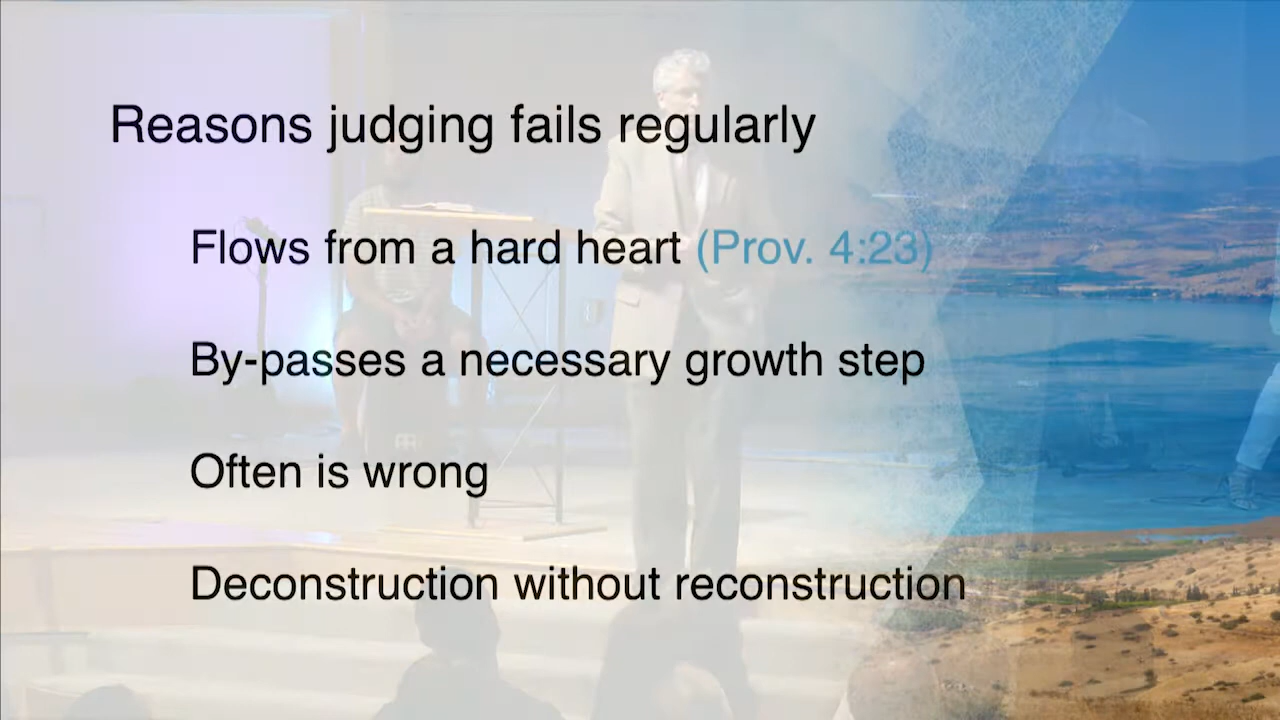 Reasons judging fails regularly
Flows from a hard heart (Prov. 4:23)
By-passes a necessary growth step
Often is wrong
Deconstruction without reconstruction